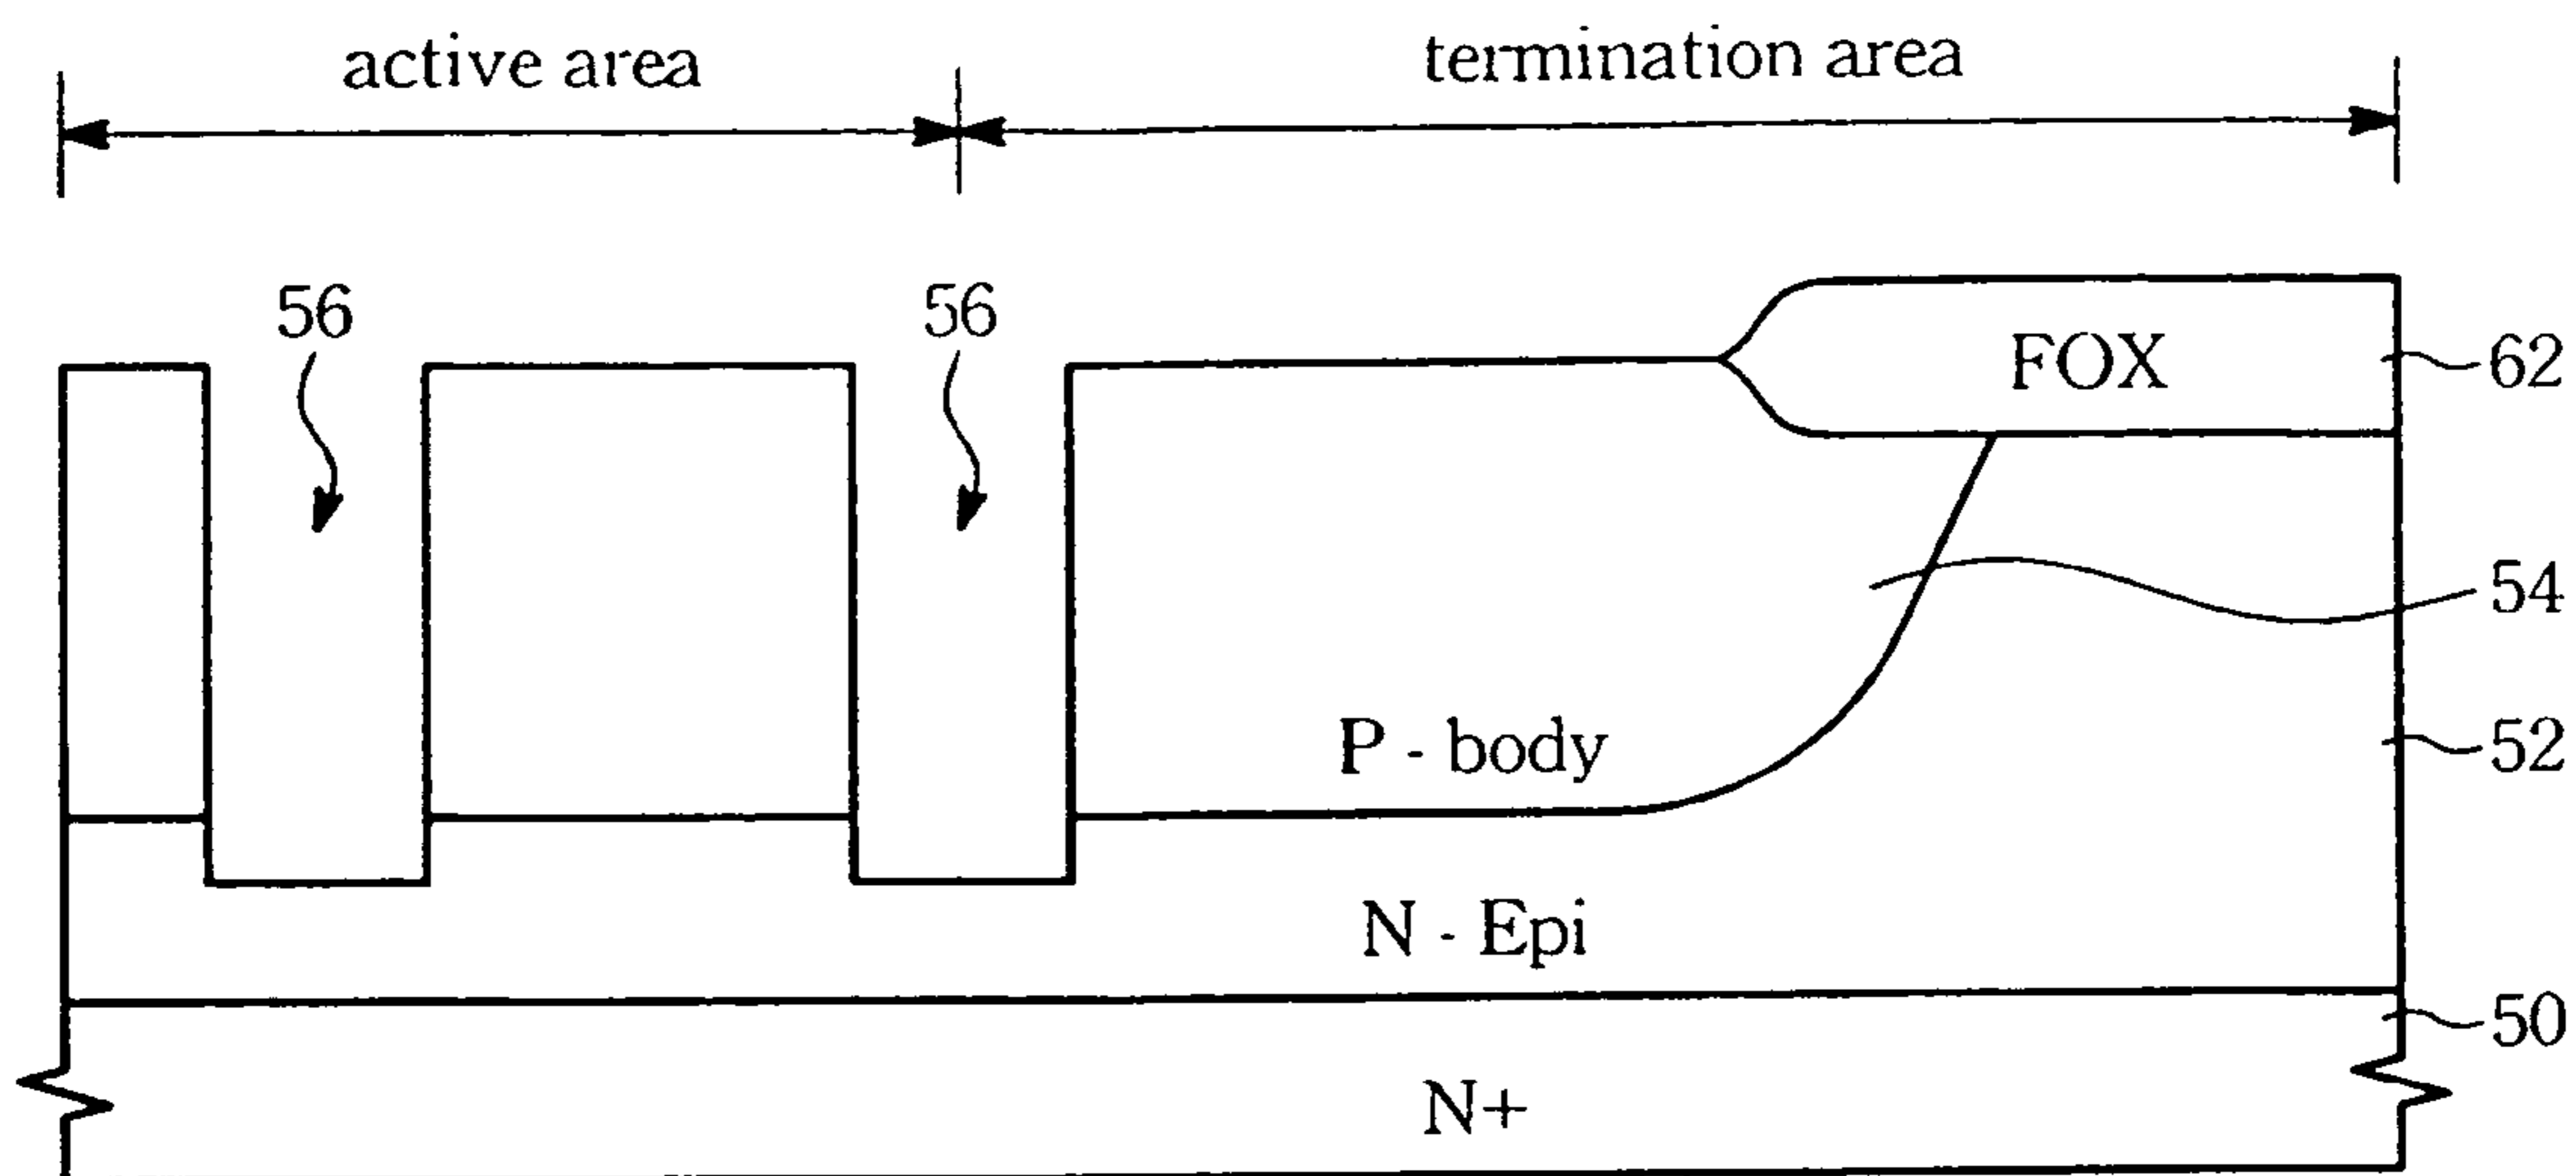 active area
termination area
56
56
FOX
62
54
P - body
52
N - Epi
50
N+